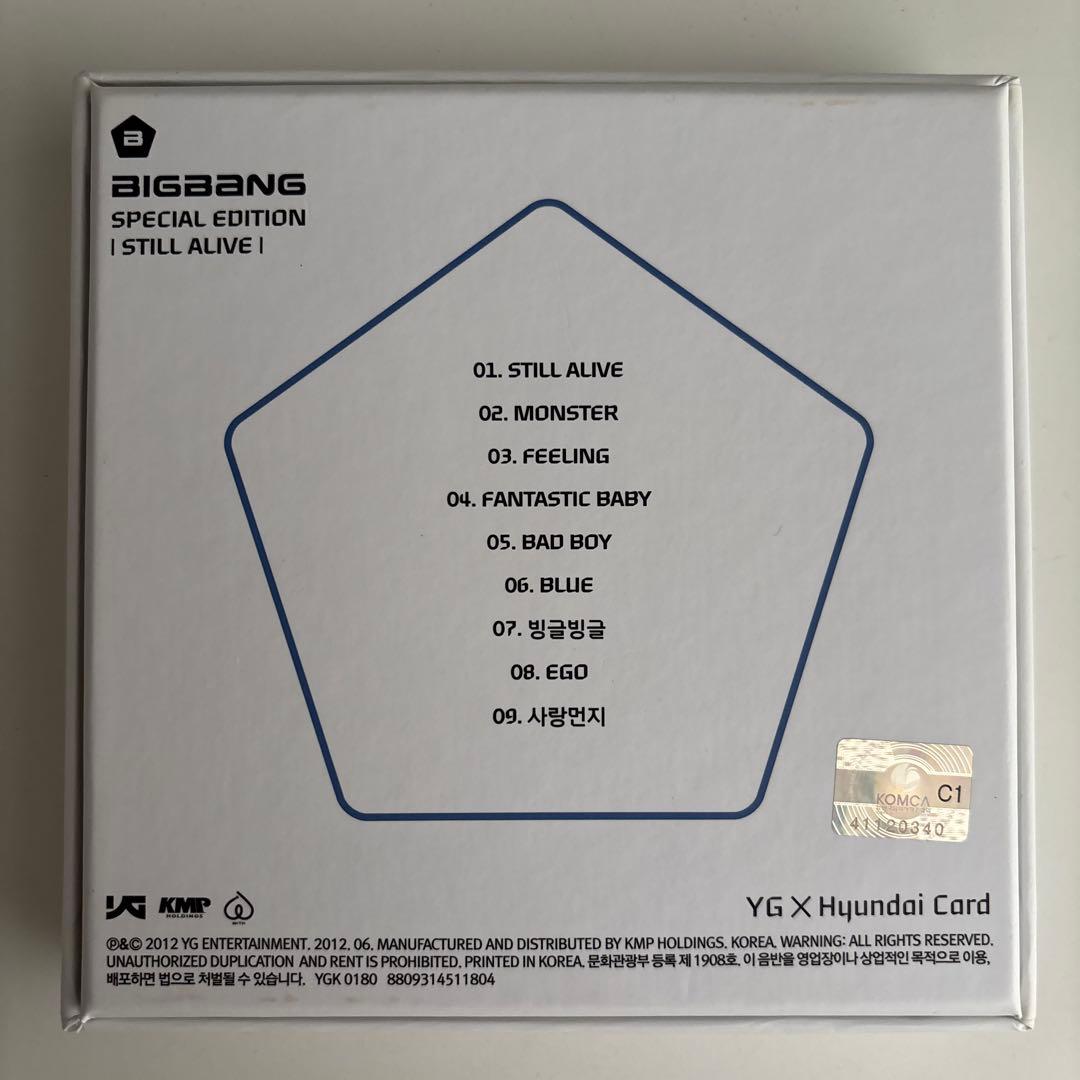 B
BIGBANG
SPECIAL EDITION
| STILL ALIVE |
01. STILL ALIVE
02. MONSTER
03. FEELING
04. FANTASTIC BABY
05. BAD BOY
06. BLUE
07. 빙글빙글
08. EGO
09. 사랑먼지
KOMCA C1
41120340
YG KMP HOLDINGS WITH
YG X Hyundai Card
℗&© 2012 YG ENTERTAINMENT. 2012. 06. MANUFACTURED AND DISTRIBUTED BY KMP HOLDINGS. KOREA. WARNING: ALL RIGHTS RESERVED.
UNAUTHORIZED DUPLICATION AND RENT IS PROHIBITED. PRINTED IN KOREA. 문화관광부 등록 제 1908호. 이 음반을 영업장이나 상업적인 목적으로 이용,
배포하면 법으로 처벌될 수 있습니다. YGK 0180 8809314511804